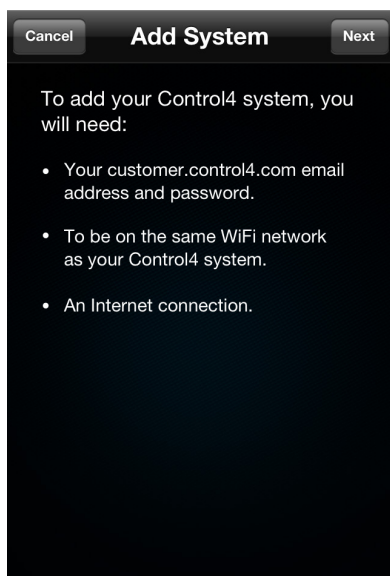 Cancel
Add System
Next
To add your Control4 system, you
will need:
• Your customer.control4.com email
address and password.
• To be on the same WiFi network
as your Control4 system.
• An Internet connection.